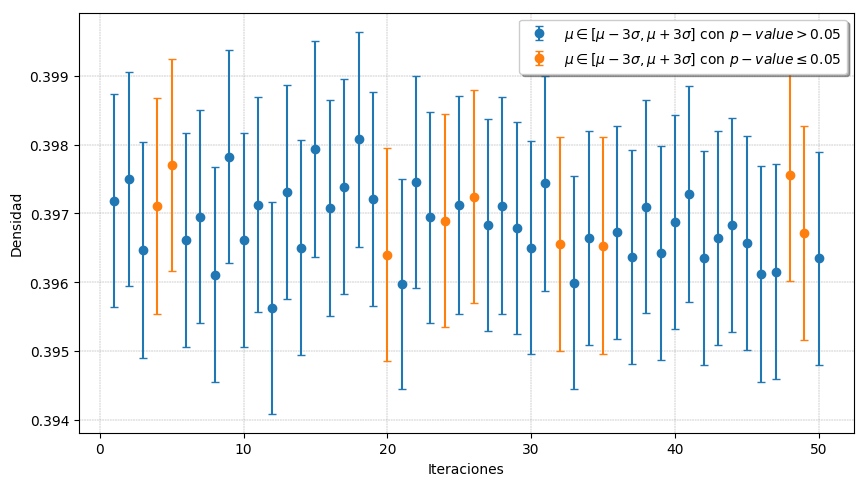 μ ∈ [μ − 3σ, μ + 3σ] con p − value > 0.05
μ ∈ [μ − 3σ, μ + 3σ] con p − value ≤ 0.05
0.399
0.398
0.397
0.396
0.395
0.394
Densidad
0 10 20 30 40 50
Iteraciones